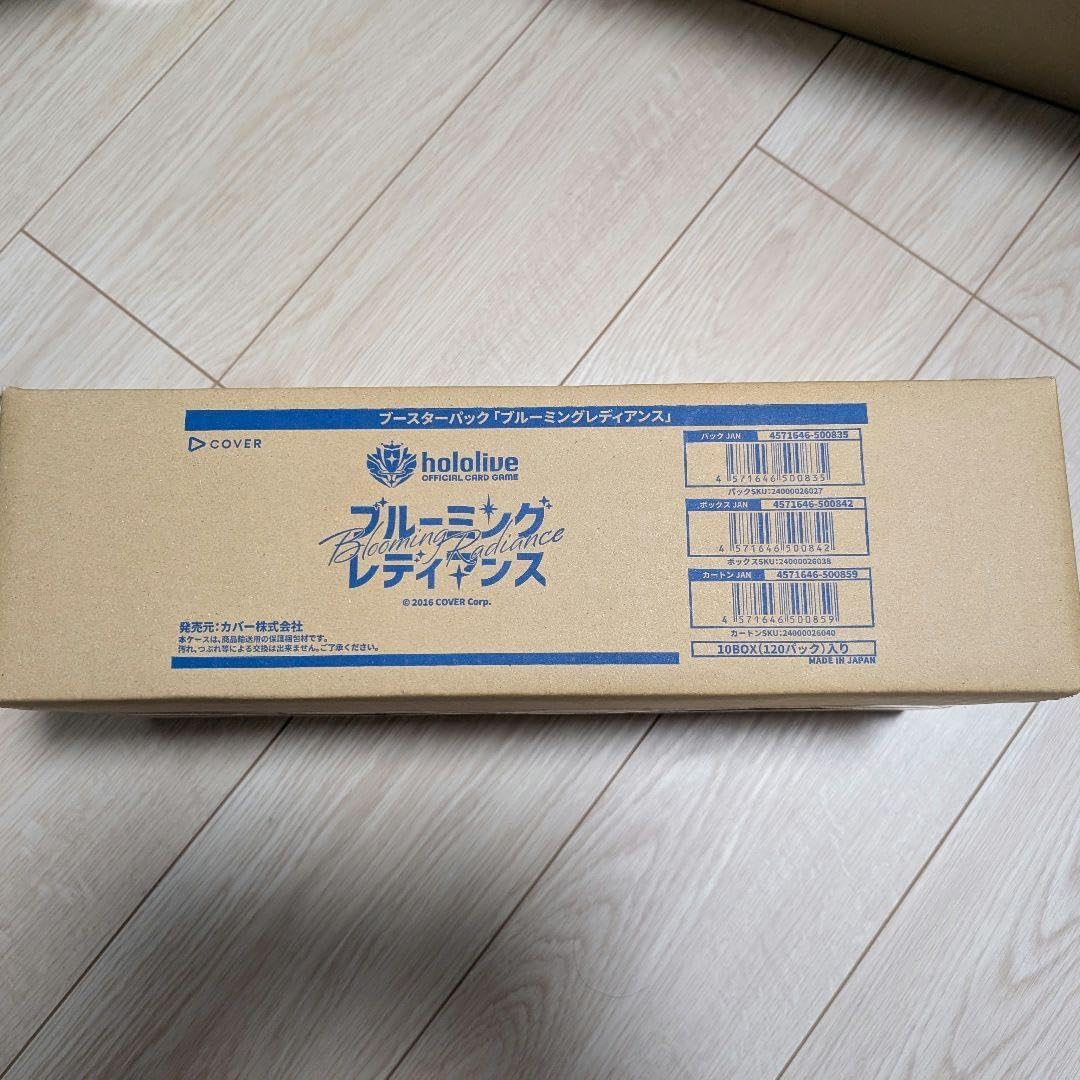 ブースターパック「ブルーミングレディアンス」
COVER
hololive
OFFICIAL CARD GAME
ブルーミング
Blooming Radiance
レディアンス
© 2016 COVER Corp.
発売元:カバー株式会社
本ケースは、商品輸送用の保護梱包材です。
汚れ、つぶれ等による交換は出来ません。ご了承ください。
パック JAN 4571646-500835
4 571646 500835
パックSKU:24000026027
ボックス JAN 4571646-500842
4 571646 500842
ボックスSKU:24000026038
カートン JAN 4571646-500859
4 571646 500859
カートンSKU:24000026040
10BOX(120パック)入り
MADE IN JAPAN